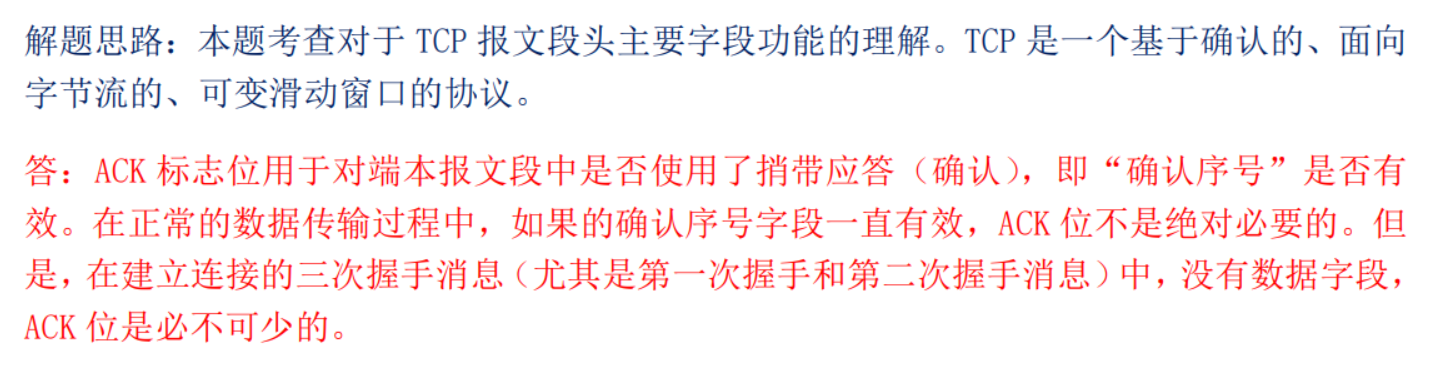 解题思路：本题考查对于 TCP 报文段头主要字段功能的理解。TCP 是一个基于确认的、面向
字节流的、可变滑动窗口的协议。
答：ACK 标志位用于对端本报文段中是否使用了捎带应答（确认），即“确认序号”是否有
效。在正常的数据传输过程中，如果的确认序号字段一直有效，ACK 位不是绝对必要的。但
是，在建立连接的三次握手消息（尤其是第一次握手和第二次握手消息）中，没有数据字段，
ACK 位是必不可少的。